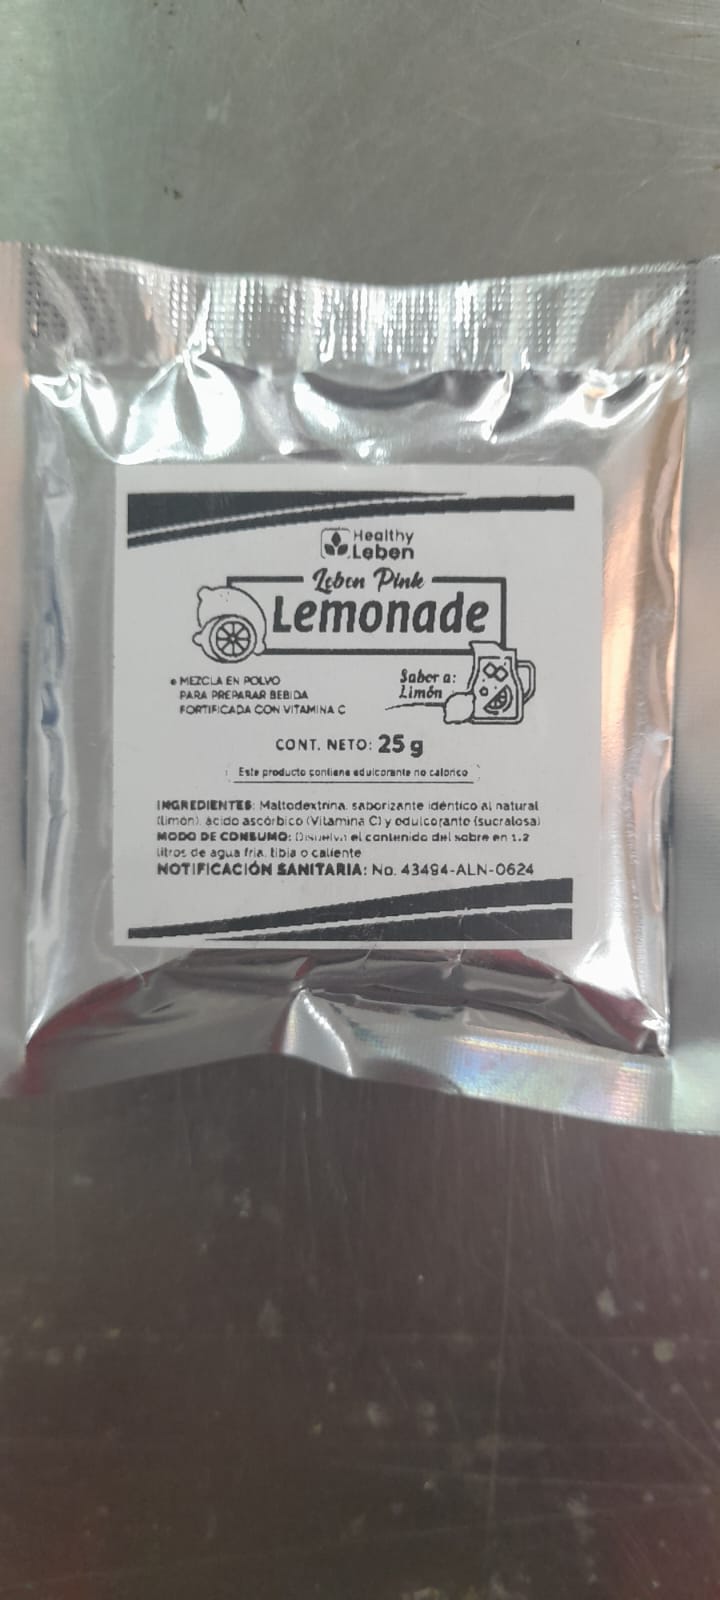 Healthy
Leben
Leben Pink
Lemonade
MEZCLA EN POLVO
PARA PREPARAR BEBIDA
FORTIFICADA CON VITAMINA C
Sabor a:
Limón
CONT. NETO: 25 g
Este producto contiene edulcorante no calorico
INGREDIENTES: Maltodextrina, saborizante idéntico al natural
(limón), ácido ascórbico (Vitamina C) y edulcorante (sucralosa)
MODO DE CONSUMO: Disuelva el contenido del sobre en 1.2
litros de agua fria, tibia o caliente
NOTIFICACIÓN SANITARIA: No. 43494-ALN-0624